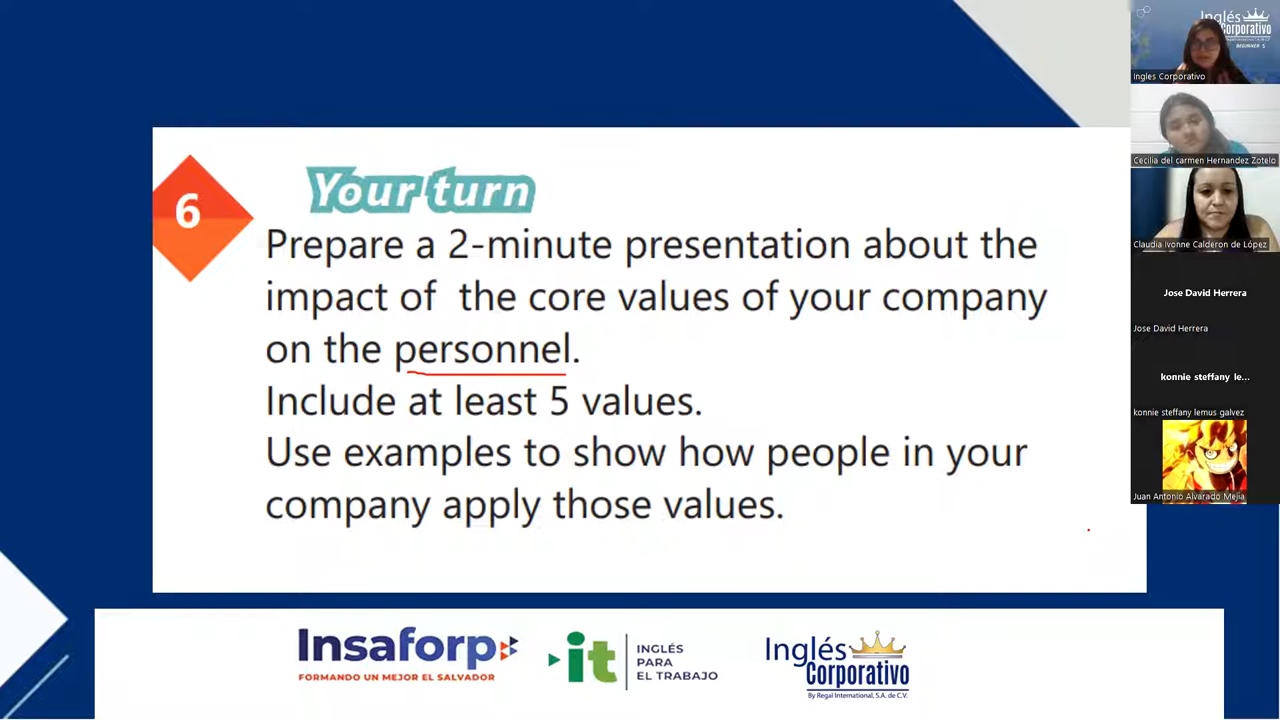 6
Your turn
Prepare a 2-minute presentation about the
impact of the core values of your company
on the personnel.
Include at least 5 values.
Use examples to show how people in your
company apply those values.
Insaforp
FORMANDO UN MEJOR EL SALVADOR
it
INGLÉS
PARA
EL TRABAJO
Inglés
Corporativo
By Regal International, S.A. de C.V.
Inglés
Corporativo
BEGINNER 5
Ingles Corporativo
Cecilia del carmen Hernandez Zotelo
Claudia Ivonne Calderon de López
Jose David Herrera
Jose David Herrera
konnie steffany le...
konnie steffany lemus galvez
Juan Antonio Alvarado Mejia